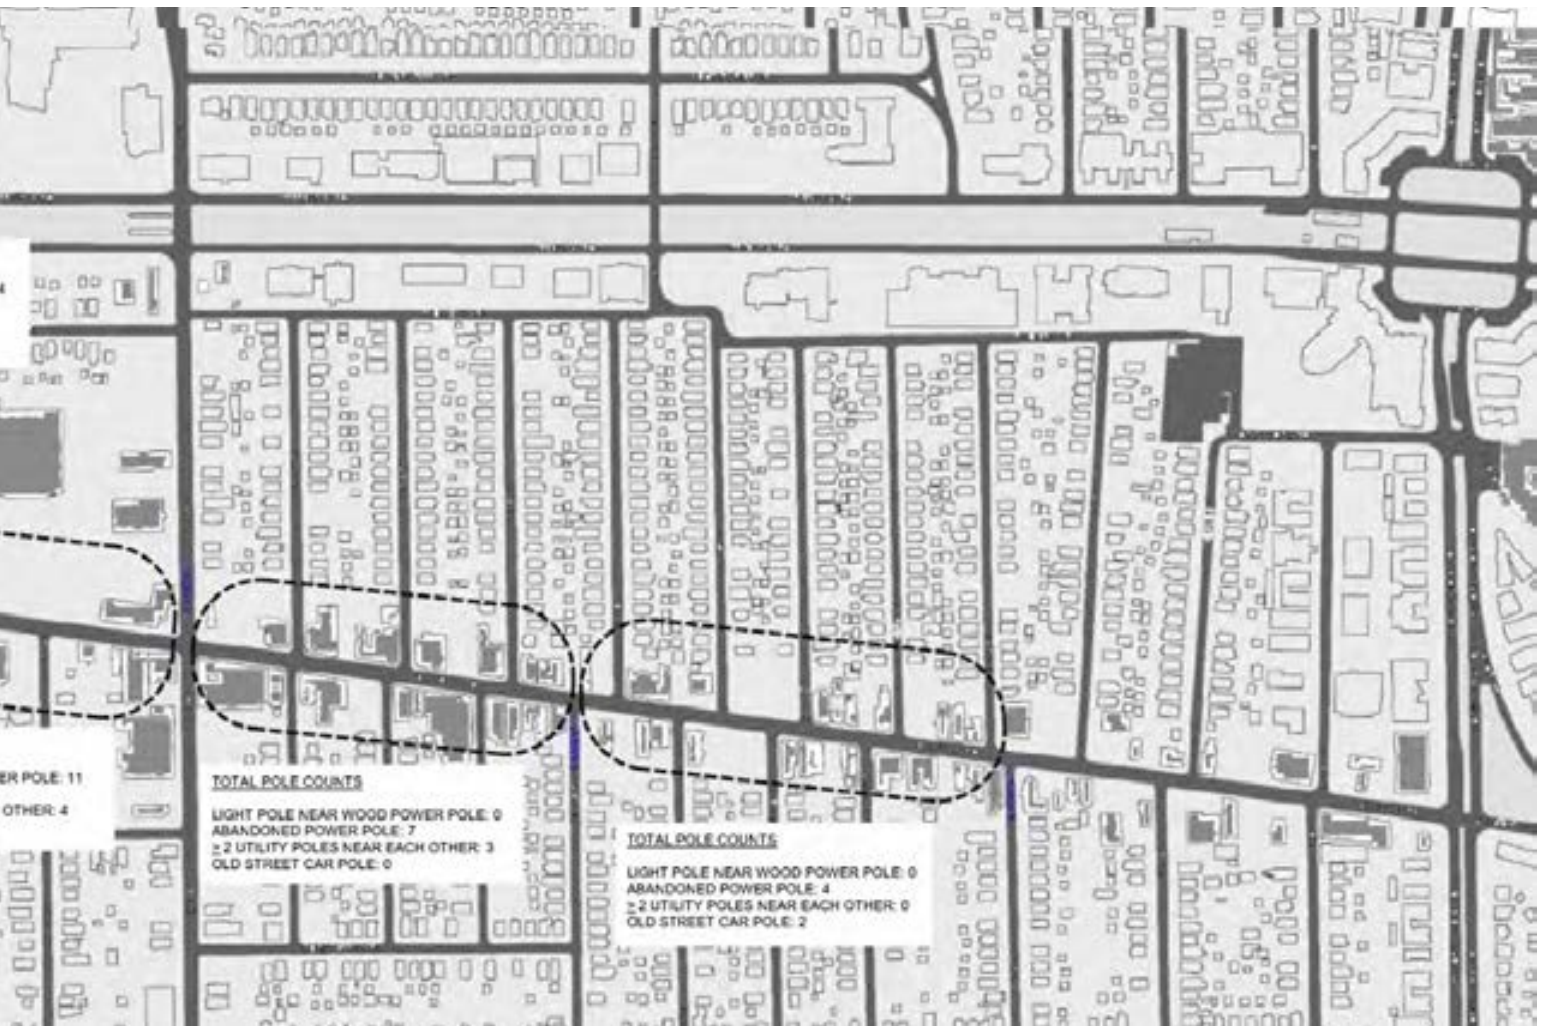 4
ER POLE: 11
OTHER: 4
TOTAL POLE COUNTS
LIGHT POLE NEAR WOOD POWER POLE: 0
ABANDONED POWER POLE: 7
≥ 2 UTILITY POLES NEAR EACH OTHER: 3
OLD STREET CAR POLE: 0
TOTAL POLE COUNTS
LIGHT POLE NEAR WOOD POWER POLE: 0
ABANDONED POWER POLE: 4
≥ 2 UTILITY POLES NEAR EACH OTHER: 0
OLD STREET CAR POLE: 2